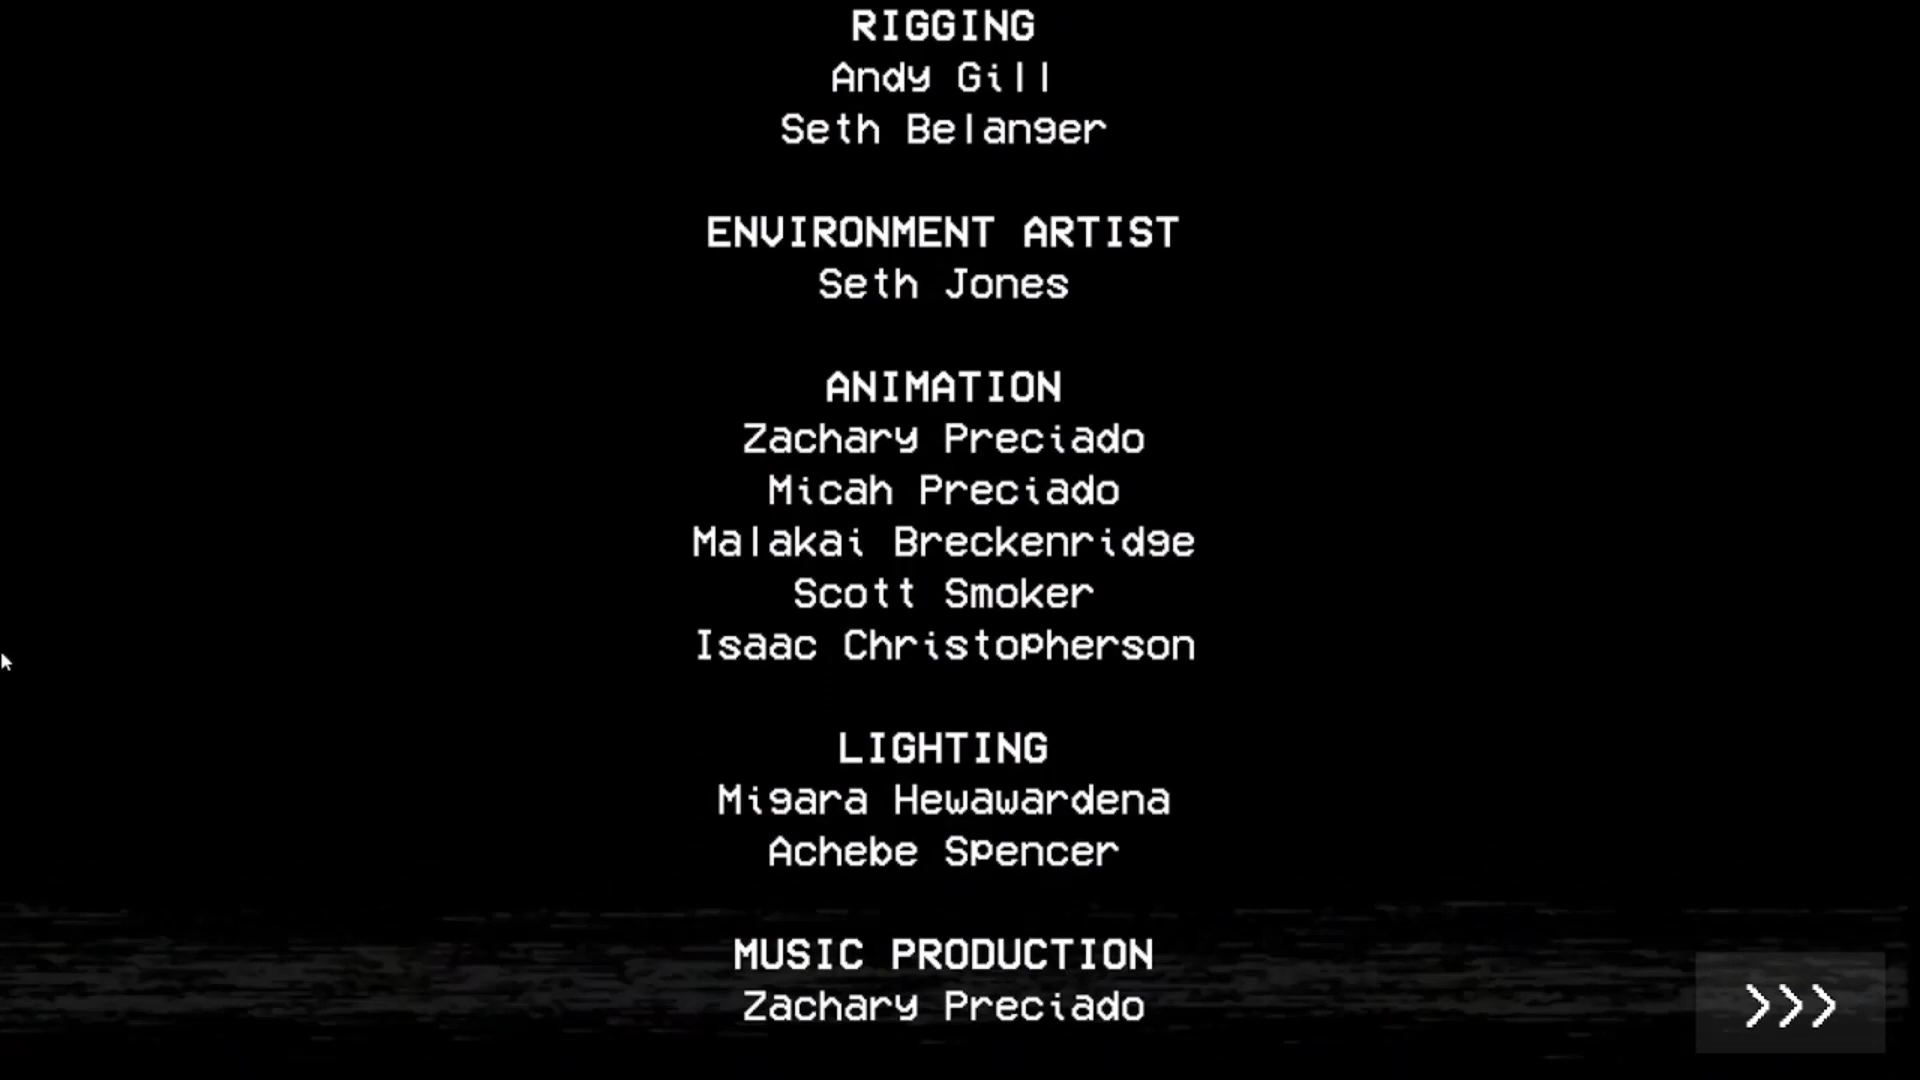 RIGGING
Andy Gill
Seth Belanger
ENVIRONMENT ARTIST
Seth Jones
ANIMATION
Zachary Preciado
Micah Preciado
Malakai Breckenridge
Scott Smoker
Isaac Christopherson
LIGHTING
Migara Hewawardena
Achebe Spencer
MUSIC PRODUCTION
Zachary Preciado
>>>